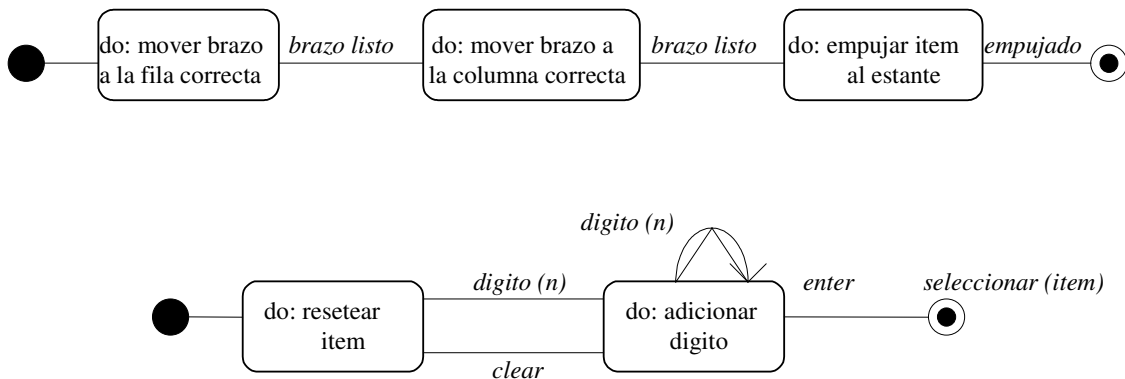 do: mover brazo
a la fila correcta
brazo listo
do: mover brazo a
la columna correcta
brazo listo
do: empujar item
al estante
empujado
digito (n)
do: resetear
item
digito (n)
clear
do: adicionar
digito
enter
seleccionar (item)